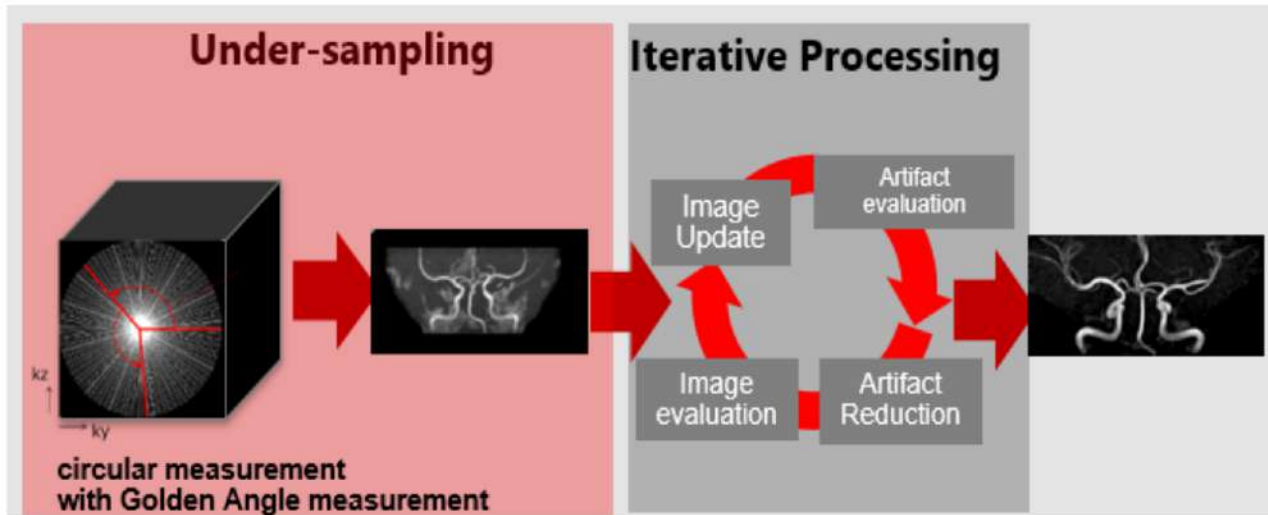 Under-sampling
Iterative Processing
Image
Update
Artifact
evaluation
kz
ky
Image
evaluation
Artifact
Reduction
circular measurement
with Golden Angle measurement